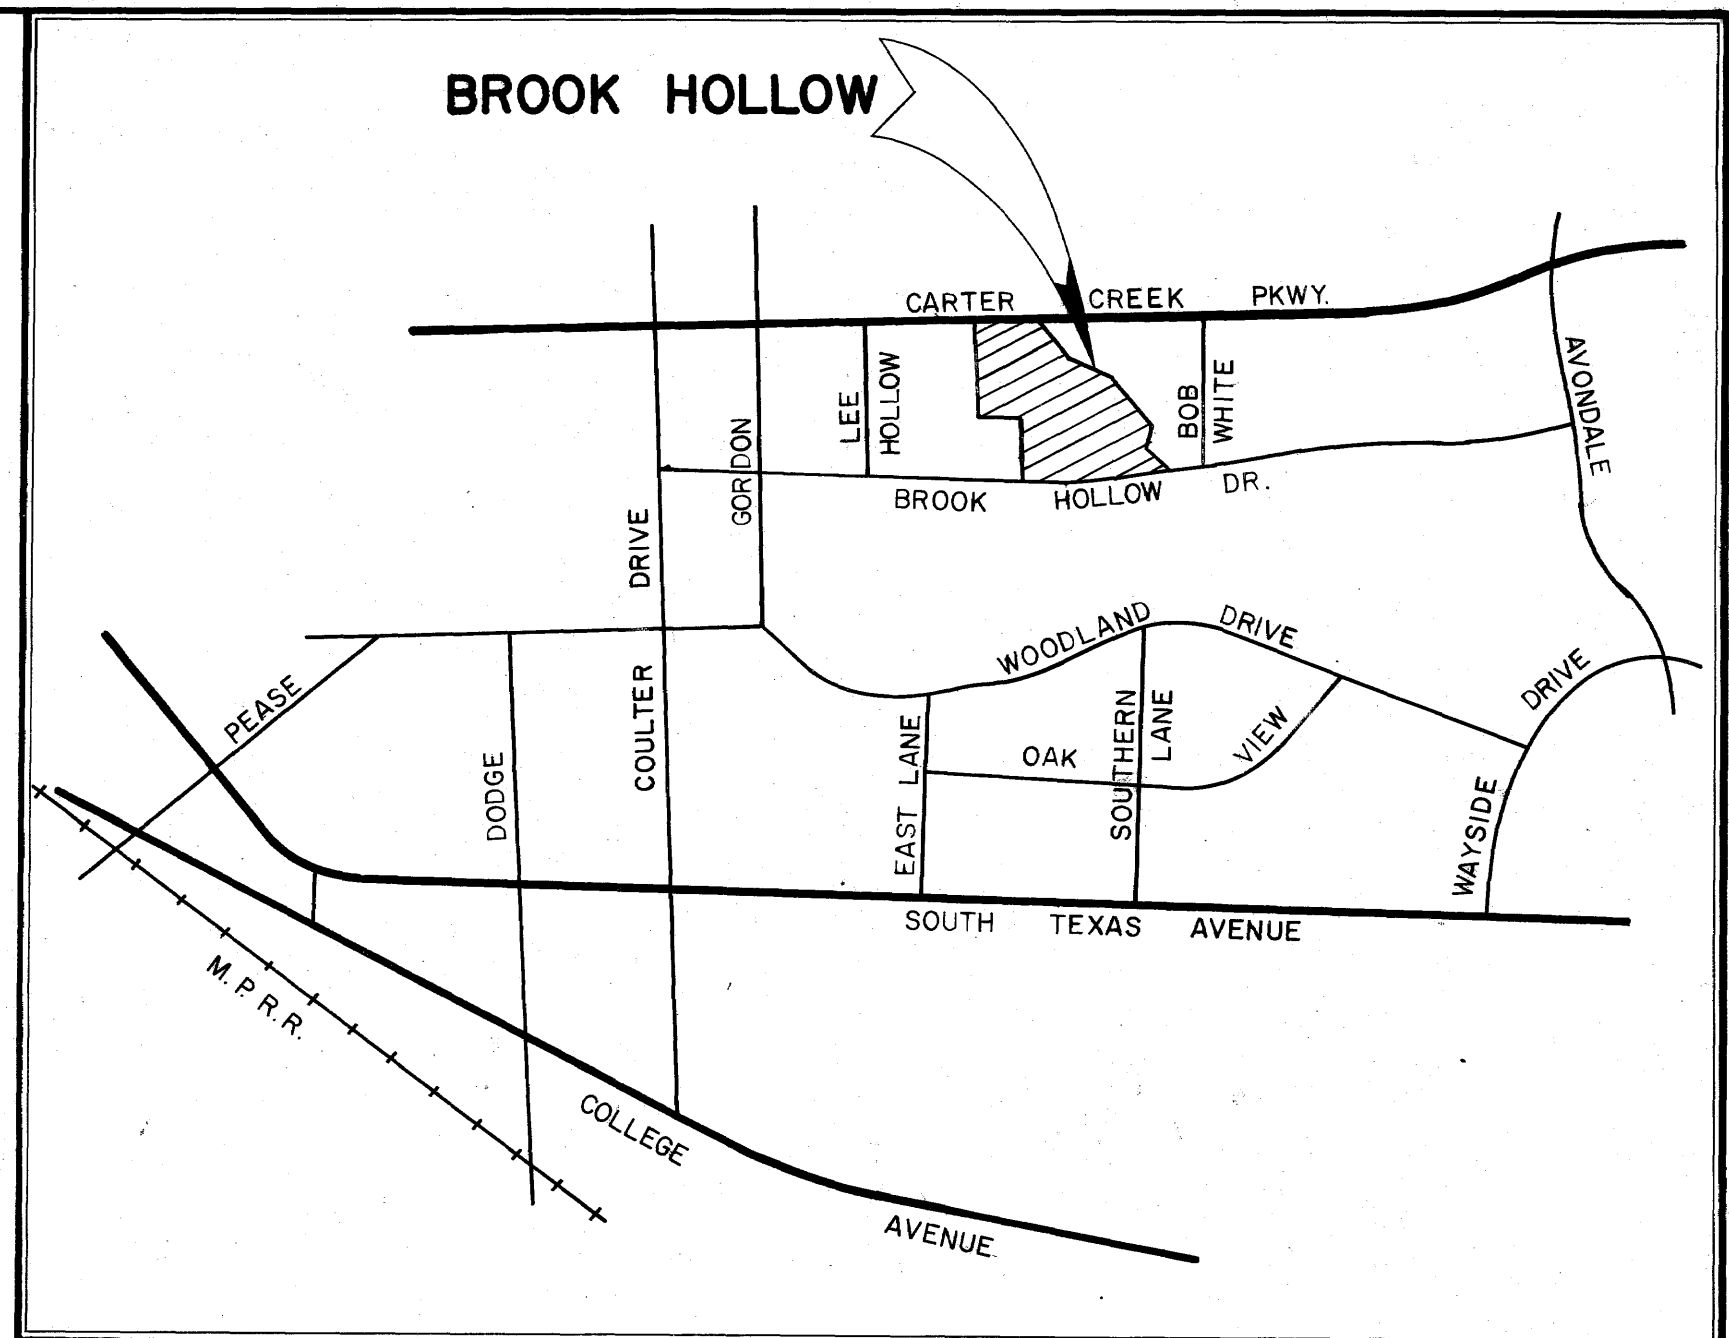 BROOK HOLLOW
CARTER CREEK PKWY.
LEE HOLLOW
BOB WHITE
AVONDALE
GORDON
BROOK HOLLOW DR.
COULTER DRIVE
WOODLAND DRIVE
PEASE
DODGE
EAST LANE
OAK VIEW
SOUTHERN LANE
WAYSIDE DRIVE
SOUTH TEXAS AVENUE
M.P.R.R.
COLLEGE AVENUE